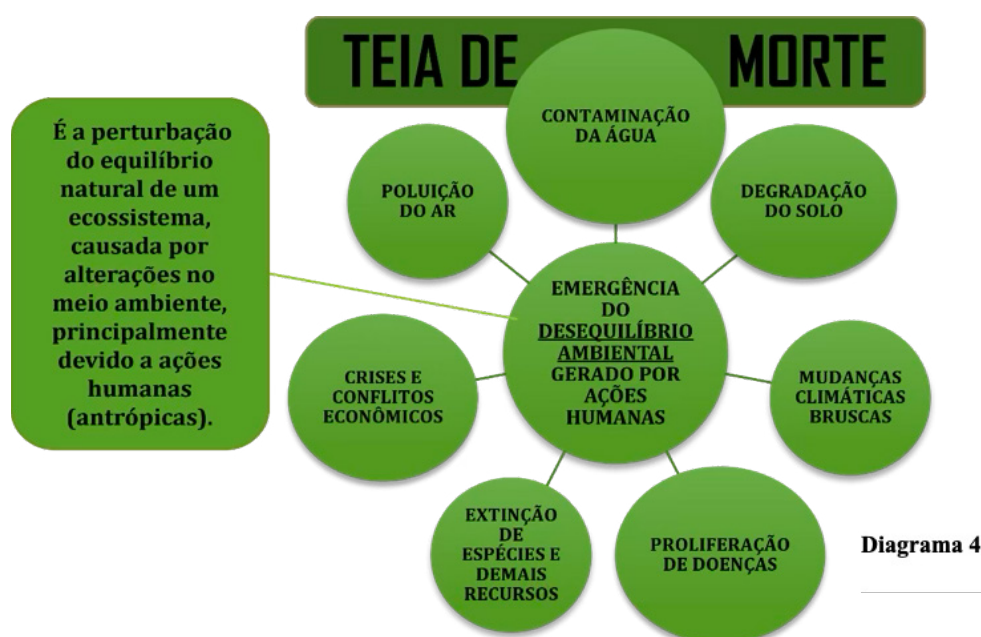 TEIA DE MORTE
É a perturbação
do equilíbrio
natural de um
ecossistema,
causada por
alterações no
meio ambiente,
principalmente
devido a ações
humanas
(antrópicas).
CONTAMINAÇÃO
DA ÁGUA
POLUIÇÃO
DO AR
DEGRADAÇÃO
DO SOLO
EMERGÊNCIA
DO
DESEQUILÍBRIO
AMBIENTAL
GERADO POR
AÇÕES
HUMANAS
CRISES E
CONFLITOS
ECONÔMICOS
MUDANÇAS
CLIMÁTICAS
BRUSCAS
EXTINÇÃO
DE
ESPÉCIES E
DEMAIS
RECURSOS
PROLIFERAÇÃO
DE DOENÇAS
Diagrama 4